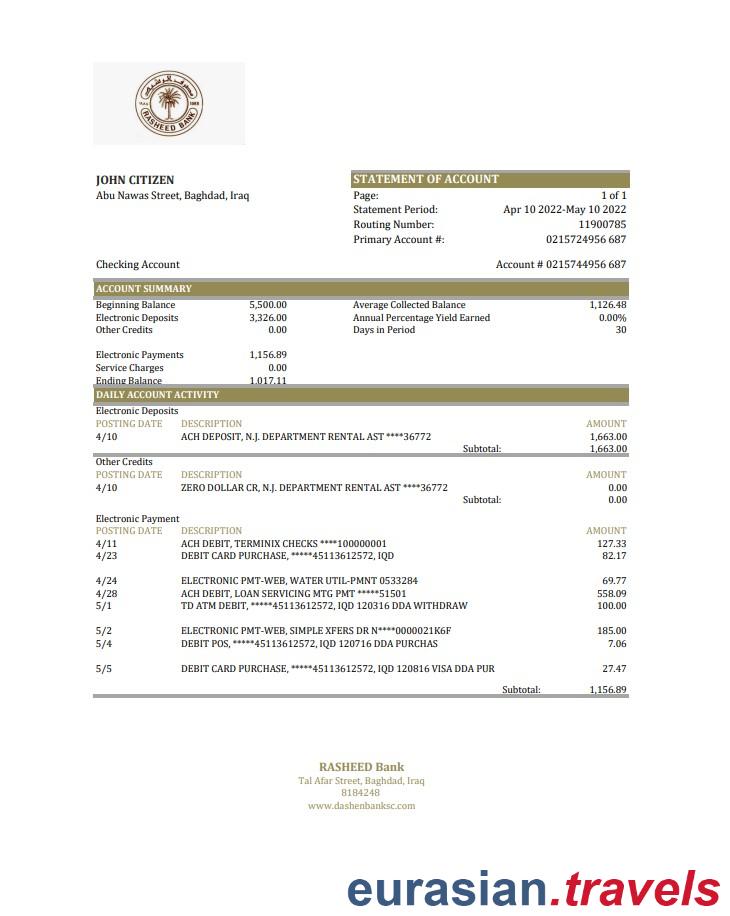 RASHEED BANK
JOHN CITIZEN
Abu Nawas Street, Baghdad, Iraq
STATEMENT OF ACCOUNT
Page: 1 of 1
Statement Period: Apr 10 2022-May 10 2022
Routing Number: 11900785
Primary Account #: 0215724956 687
Checking Account Account # 0215744956 687
ACCOUNT SUMMARY
Beginning Balance 5,500.00 Average Collected Balance 1,126.48
Electronic Deposits 3,326.00 Annual Percentage Yield Earned 0.00%
Other Credits 0.00 Days in Period 30
Electronic Payments 1,156.89
Service Charges 0.00
Ending Balance 1.017.11
DAILY ACCOUNT ACTIVITY
Electronic Deposits
POSTING DATE DESCRIPTION AMOUNT
4/10 ACH DEPOSIT, N.J. DEPARTMENT RENTAL AST ****36772 1,663.00
Subtotal: 1,663.00
Other Credits
POSTING DATE DESCRIPTION AMOUNT
4/10 ZERO DOLLAR CR, N.J. DEPARTMENT RENTAL AST ****36772 0.00
Subtotal: 0.00
Electronic Payment
POSTING DATE DESCRIPTION AMOUNT
4/11 ACH DEBIT, TERMINIX CHECKS ****100000001 127.33
4/23 DEBIT CARD PURCHASE, *****45113612572, IQD 82.17
4/24 ELECTRONIC PMT-WEB, WATER UTIL-PMNT 0533284 69.77
4/28 ACH DEBIT, LOAN SERVICING MTG PMT *****51501 558.09
5/1 TD ATM DEBIT, *****45113612572, IQD 120316 DDA WITHDRAW 100.00
5/2 ELECTRONIC PMT-WEB, SIMPLE XFERS DR N****0000021K6F 185.00
5/4 DEBIT POS, *****45113612572, IQD 120716 DDA PURCHAS 7.06
5/5 DEBIT CARD PURCHASE, *****45113612572, IQD 120816 VISA DDA PUR 27.47
Subtotal: 1,156.89
RASHEED Bank
Tal Afar Street, Baghdad, Iraq
8184248
www.dashenbanksc.com
eurasian.travels